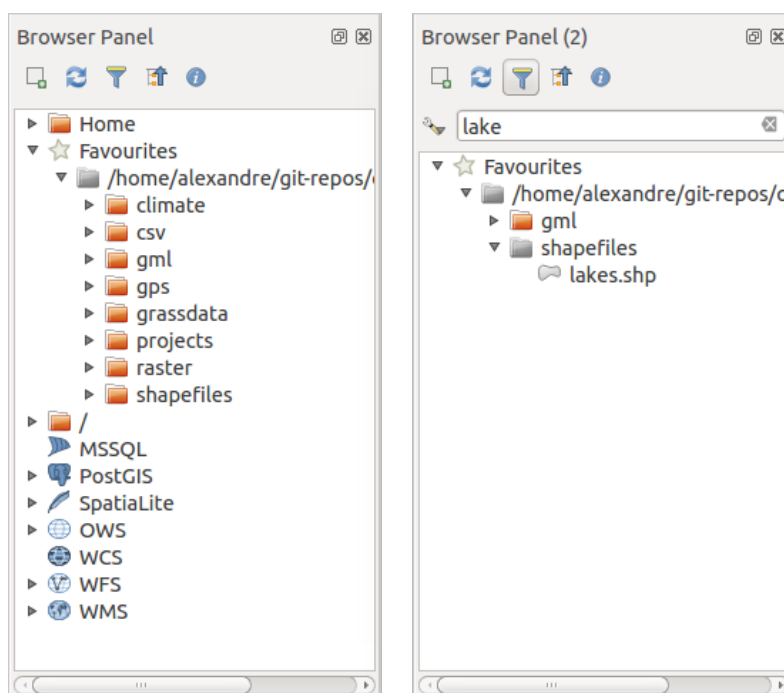 Browser Panel
Home
Favourites
/home/alexandre/git-repos/
climate
csv
gml
gps
grassdata
projects
raster
shapefiles
/
MSSQL
PostGIS
SpatiaLite
OWS
WCS
WFS
WMS
Browser Panel (2)
lake
Favourites
/home/alexandre/git-repos/
gml
shapefiles
lakes.shp